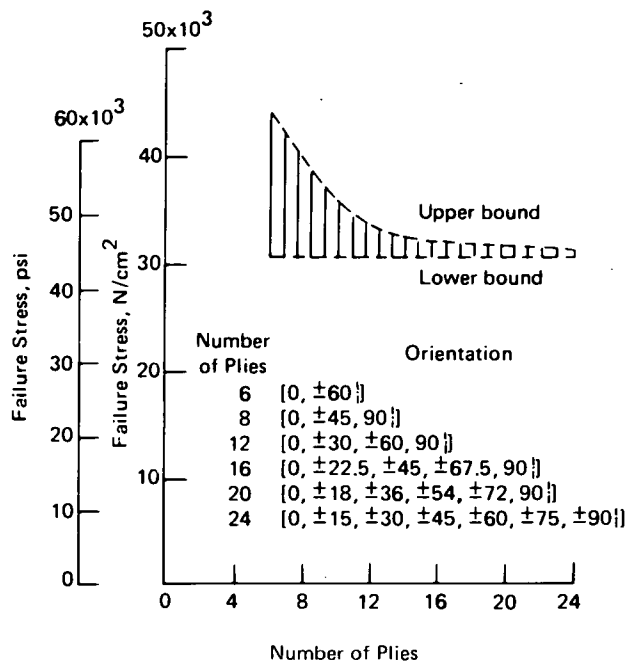 50x10³
60x10³
40
50
Upper bound
30
Lower bound
40
Failure Stress, psi
Failure Stress, N/cm²
Number of Plies
Orientation
30
20
6 [0, ±60¦]
8 [0, ±45, 90¦]
20
12 [0, ±30, ±60, 90¦]
16 [0, ±22.5, ±45, ±67.5, 90¦]
10
20 [0, ±18, ±36, ±54, ±72, 90¦]
10
24 [0, ±15, ±30, ±45, ±60, ±75, ±90¦]
0
0 4 8 12 16 20 24
Number of Plies